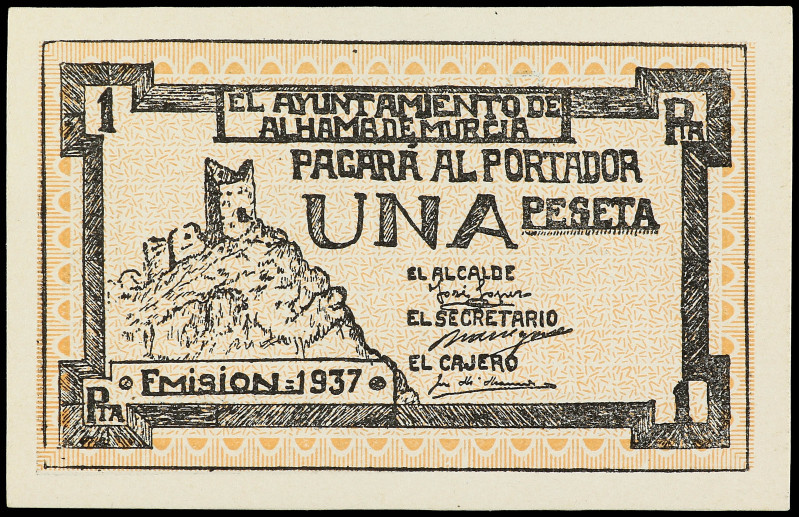 1
Pta
EL AYUNTAMIENTO DE
ALHAMA DE MURCIA
PAGARÁ AL PORTADOR
UNA PESETA
EL ALCALDE
José
EL SECRETARIO
EL CAJERO
EMISION = 1937
Pta
1